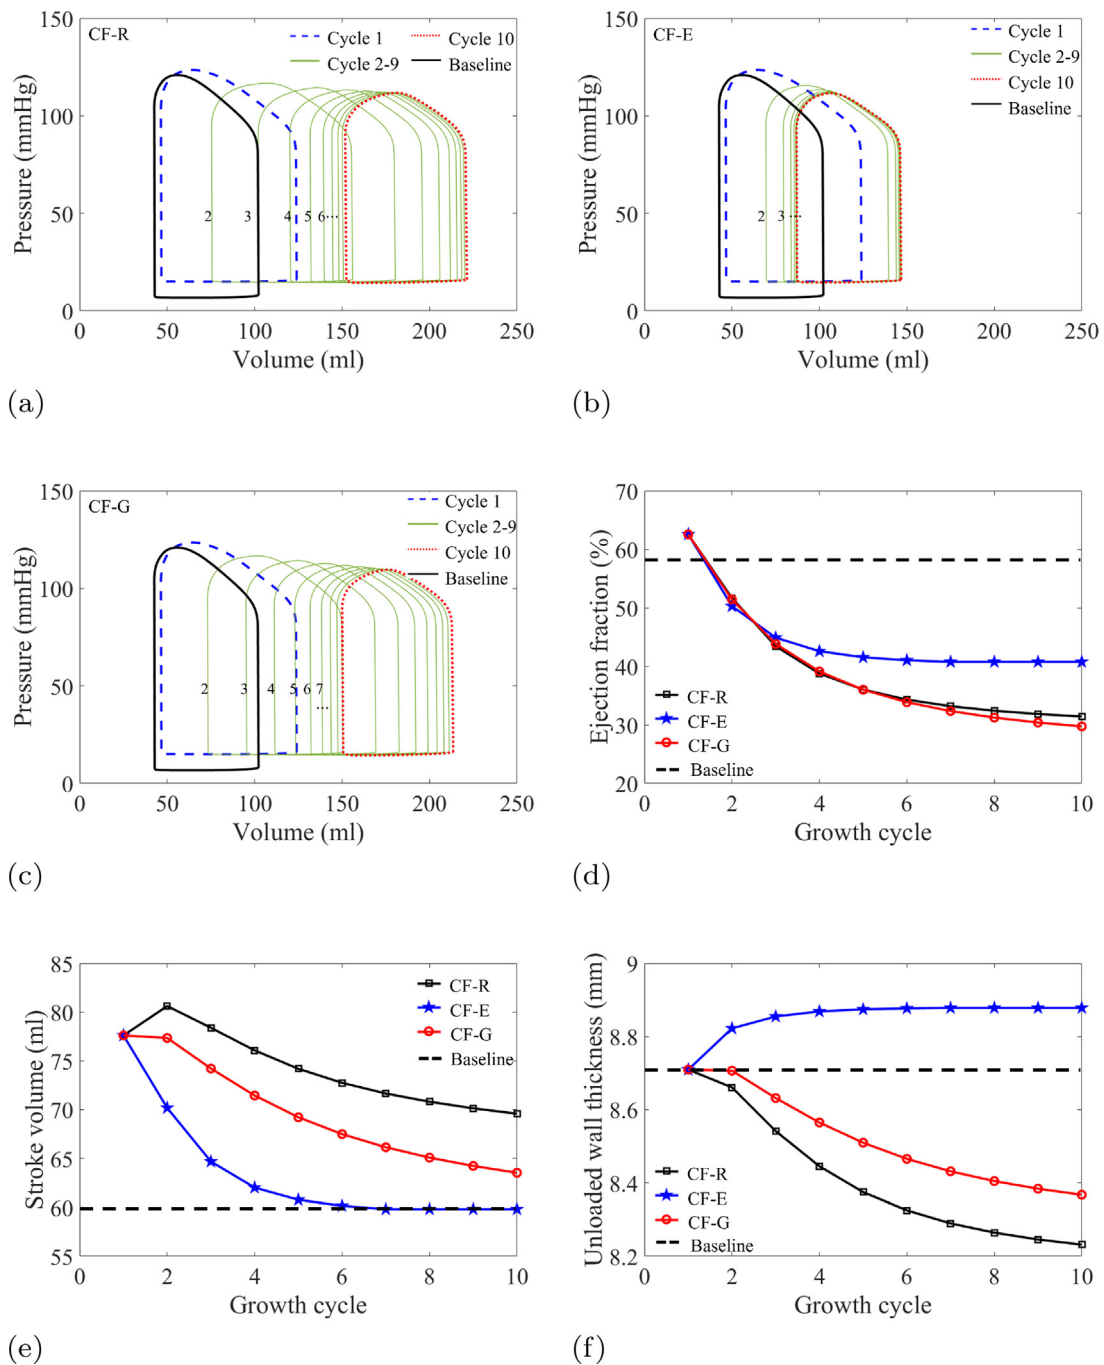 CF-R
Cycle 1
Cycle 10
Cycle 2-9
Baseline
150
100
50
0
Pressure (mmHg)
2
3
4
5
6...
0
50
100
150
200
250
Volume (ml)
(a)
CF-E
Cycle 1
Cycle 2-9
Cycle 10
Baseline
150
100
50
0
Pressure (mmHg)
2
3
...
0
50
100
150
200
250
Volume (ml)
(b)
CF-G
Cycle 1
Cycle 2-9
Cycle 10
Baseline
150
100
50
0
Pressure (mmHg)
2
3
4
5
6
7
...
0
50
100
150
200
250
Volume (ml)
(c)
70
60
50
40
30
20
Ejection fraction (%)
CF-R
CF-E
CF-G
Baseline
0
2
4
6
8
10
Growth cycle
(d)
85
80
75
70
65
60
55
Stroke volume (ml)
CF-R
CF-E
CF-G
Baseline
0
2
4
6
8
10
Growth cycle
(e)
9
8.8
8.6
8.4
8.2
Unloaded wall thickness (mm)
CF-R
CF-E
CF-G
Baseline
0
2
4
6
8
10
Growth cycle
(f)